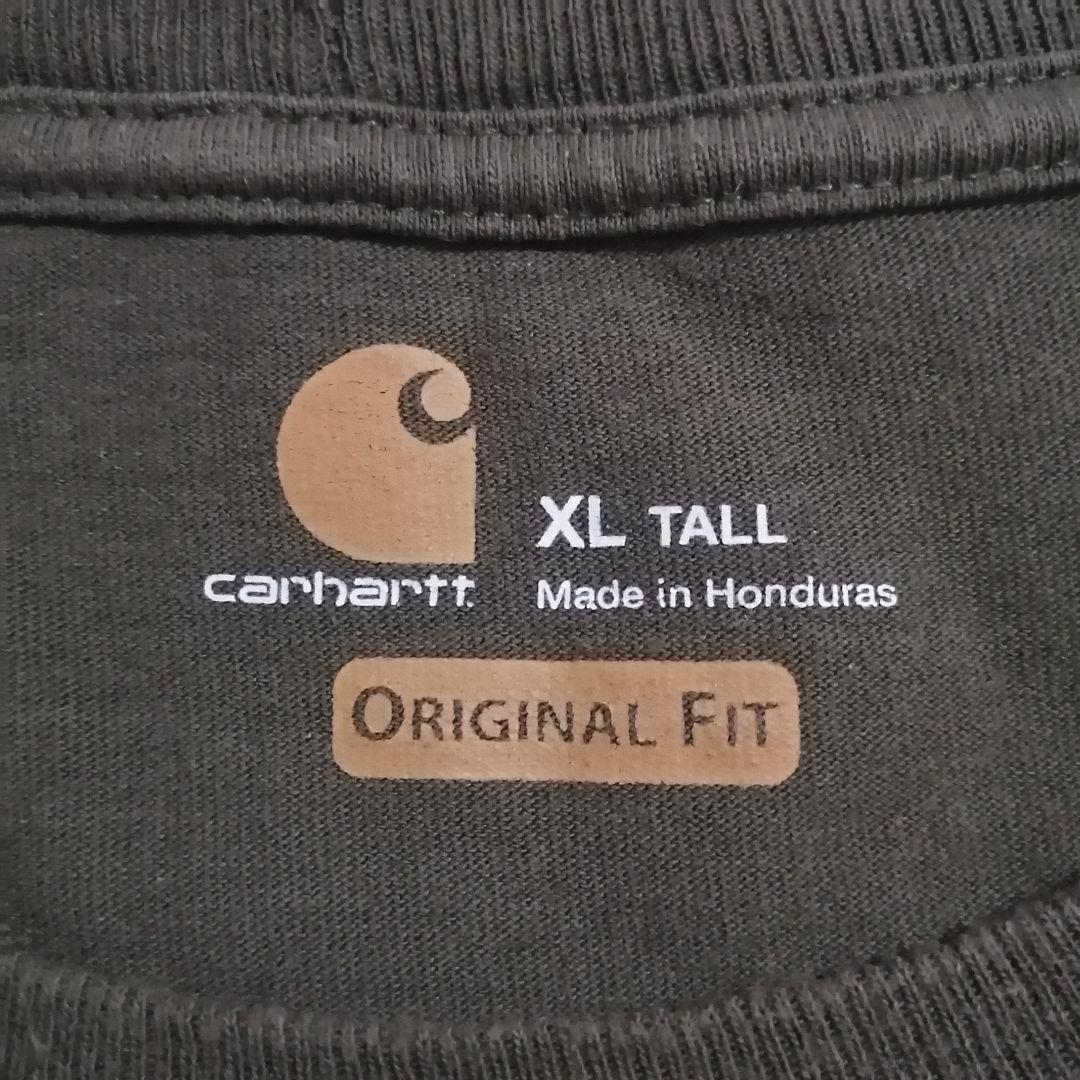 XL TALL
carhartt
Made in Honduras
ORIGINAL FIT